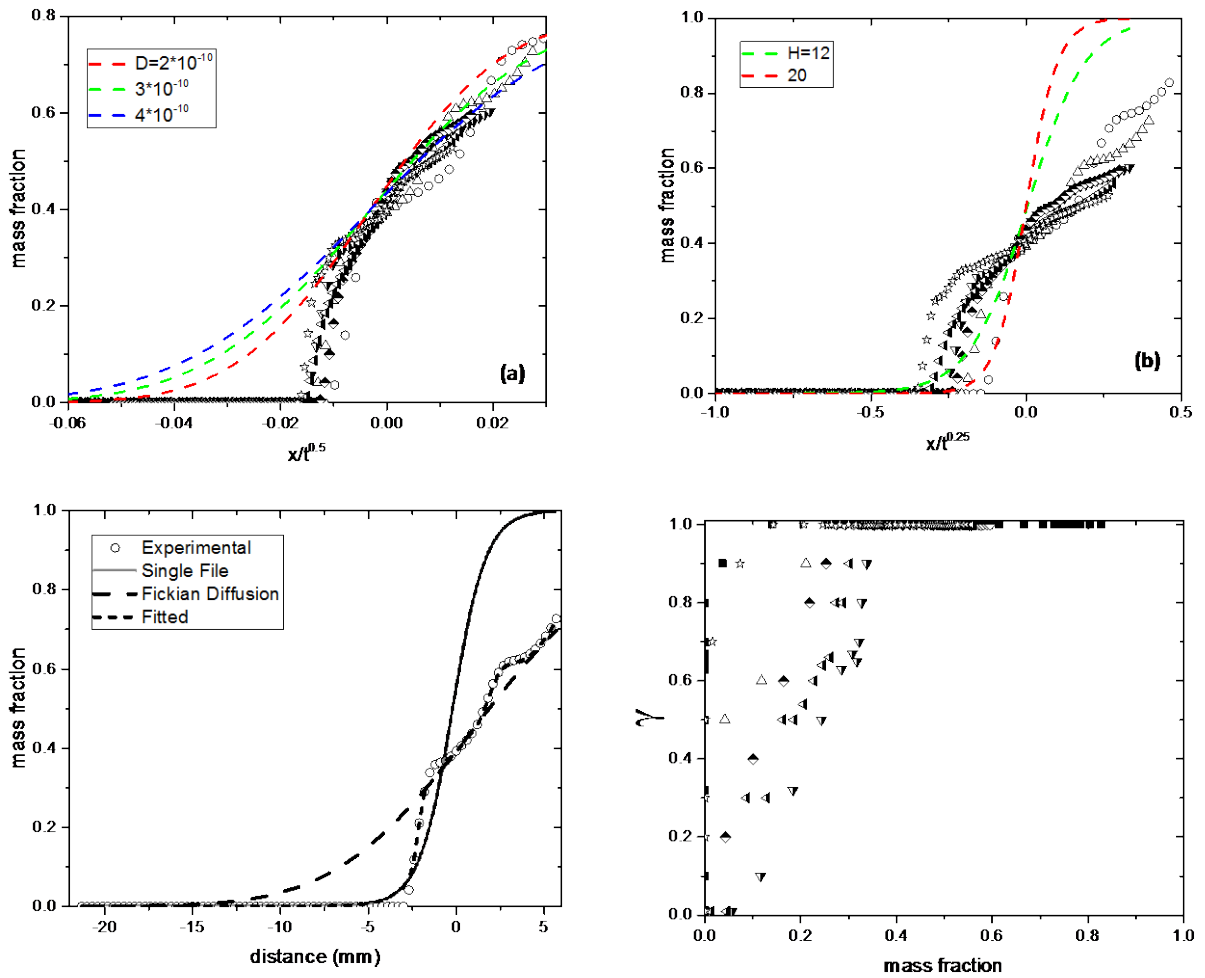 1.0
0.8
0.6
0.4
0.2
0.0
mass fraction
D=2*10-10
3*10-10
4*10-10
(a)
-0.06 -0.04 -0.02 0.00 0.02
x/t0.5
1.0
0.8
0.6
0.4
0.2
0.0
mass fraction
H=12
20
(b)
-1.0 -0.5 0.0 0.5
x/t0.25
1.0
0.8
0.6
0.4
0.2
0.0
mass fraction
Experimental
Single File
Fickian Diffusion
Fitted
-20 -15 -10 -5 0 5
distance (mm)
1.0
0.8
0.6
0.4
0.2
0.0
γ
0.0 0.2 0.4 0.6 0.8 1.0
mass fraction